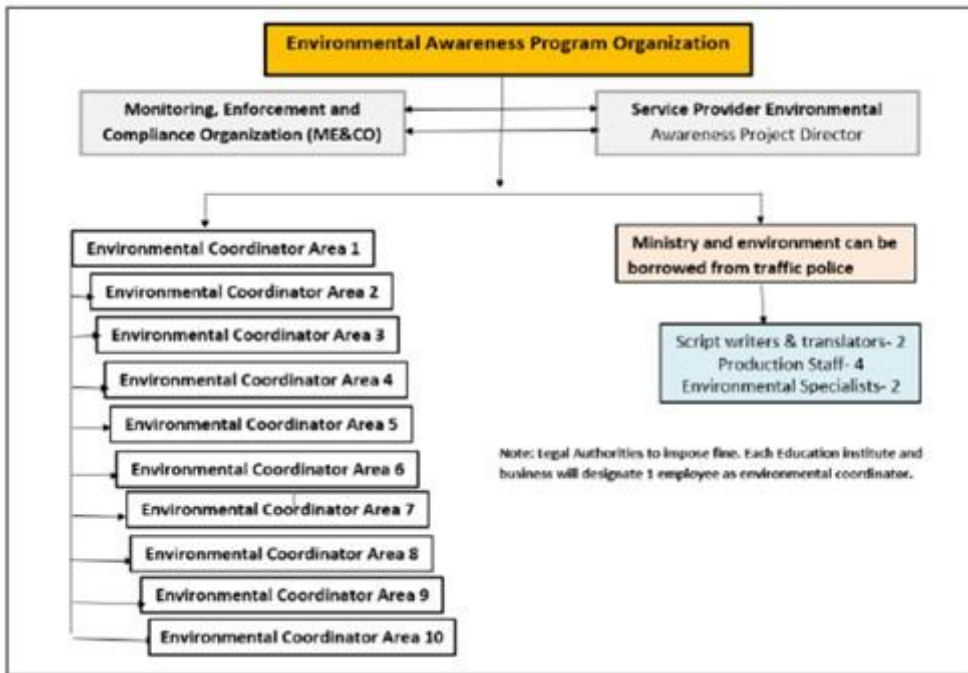 Environmental Awareness Program Organization
Monitoring, Enforcement and
Compliance Organization (ME&CO)
Service Provider Environmental
Awareness Project Director
Environmental Coordinator Area 1
Environmental Coordinator Area 2
Environmental Coordinator Area 3
Environmental Coordinator Area 4
Environmental Coordinator Area 5
Environmental Coordinator Area 6
Environmental Coordinator Area 7
Environmental Coordinator Area 8
Environmental Coordinator Area 9
Environmental Coordinator Area 10
Ministry and environment can be
borrowed from traffic police
Script writers & translators- 2
Production Staff- 4
Environmental Specialists- 2
Note: Legal Authorities to impose fine. Each Education institute and
business will designate 1 employee as environmental coordinator.